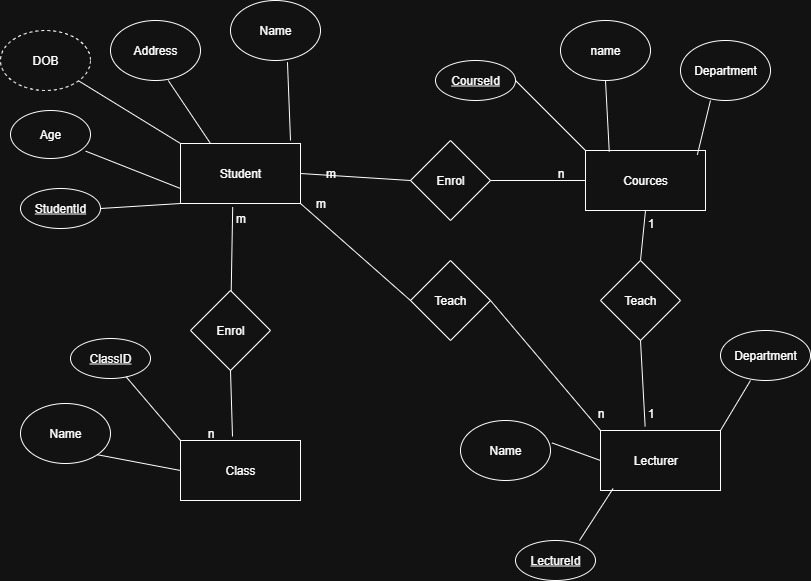 Name
DOB
Address
name
Department
CourseId
Age
Student
m
Enrol
n
Cources
StudentId
m
m
1
Teach
Teach
Enrol
ClassID
Department
n
1
n
Name
Name
Lecturer
Class
LectureId